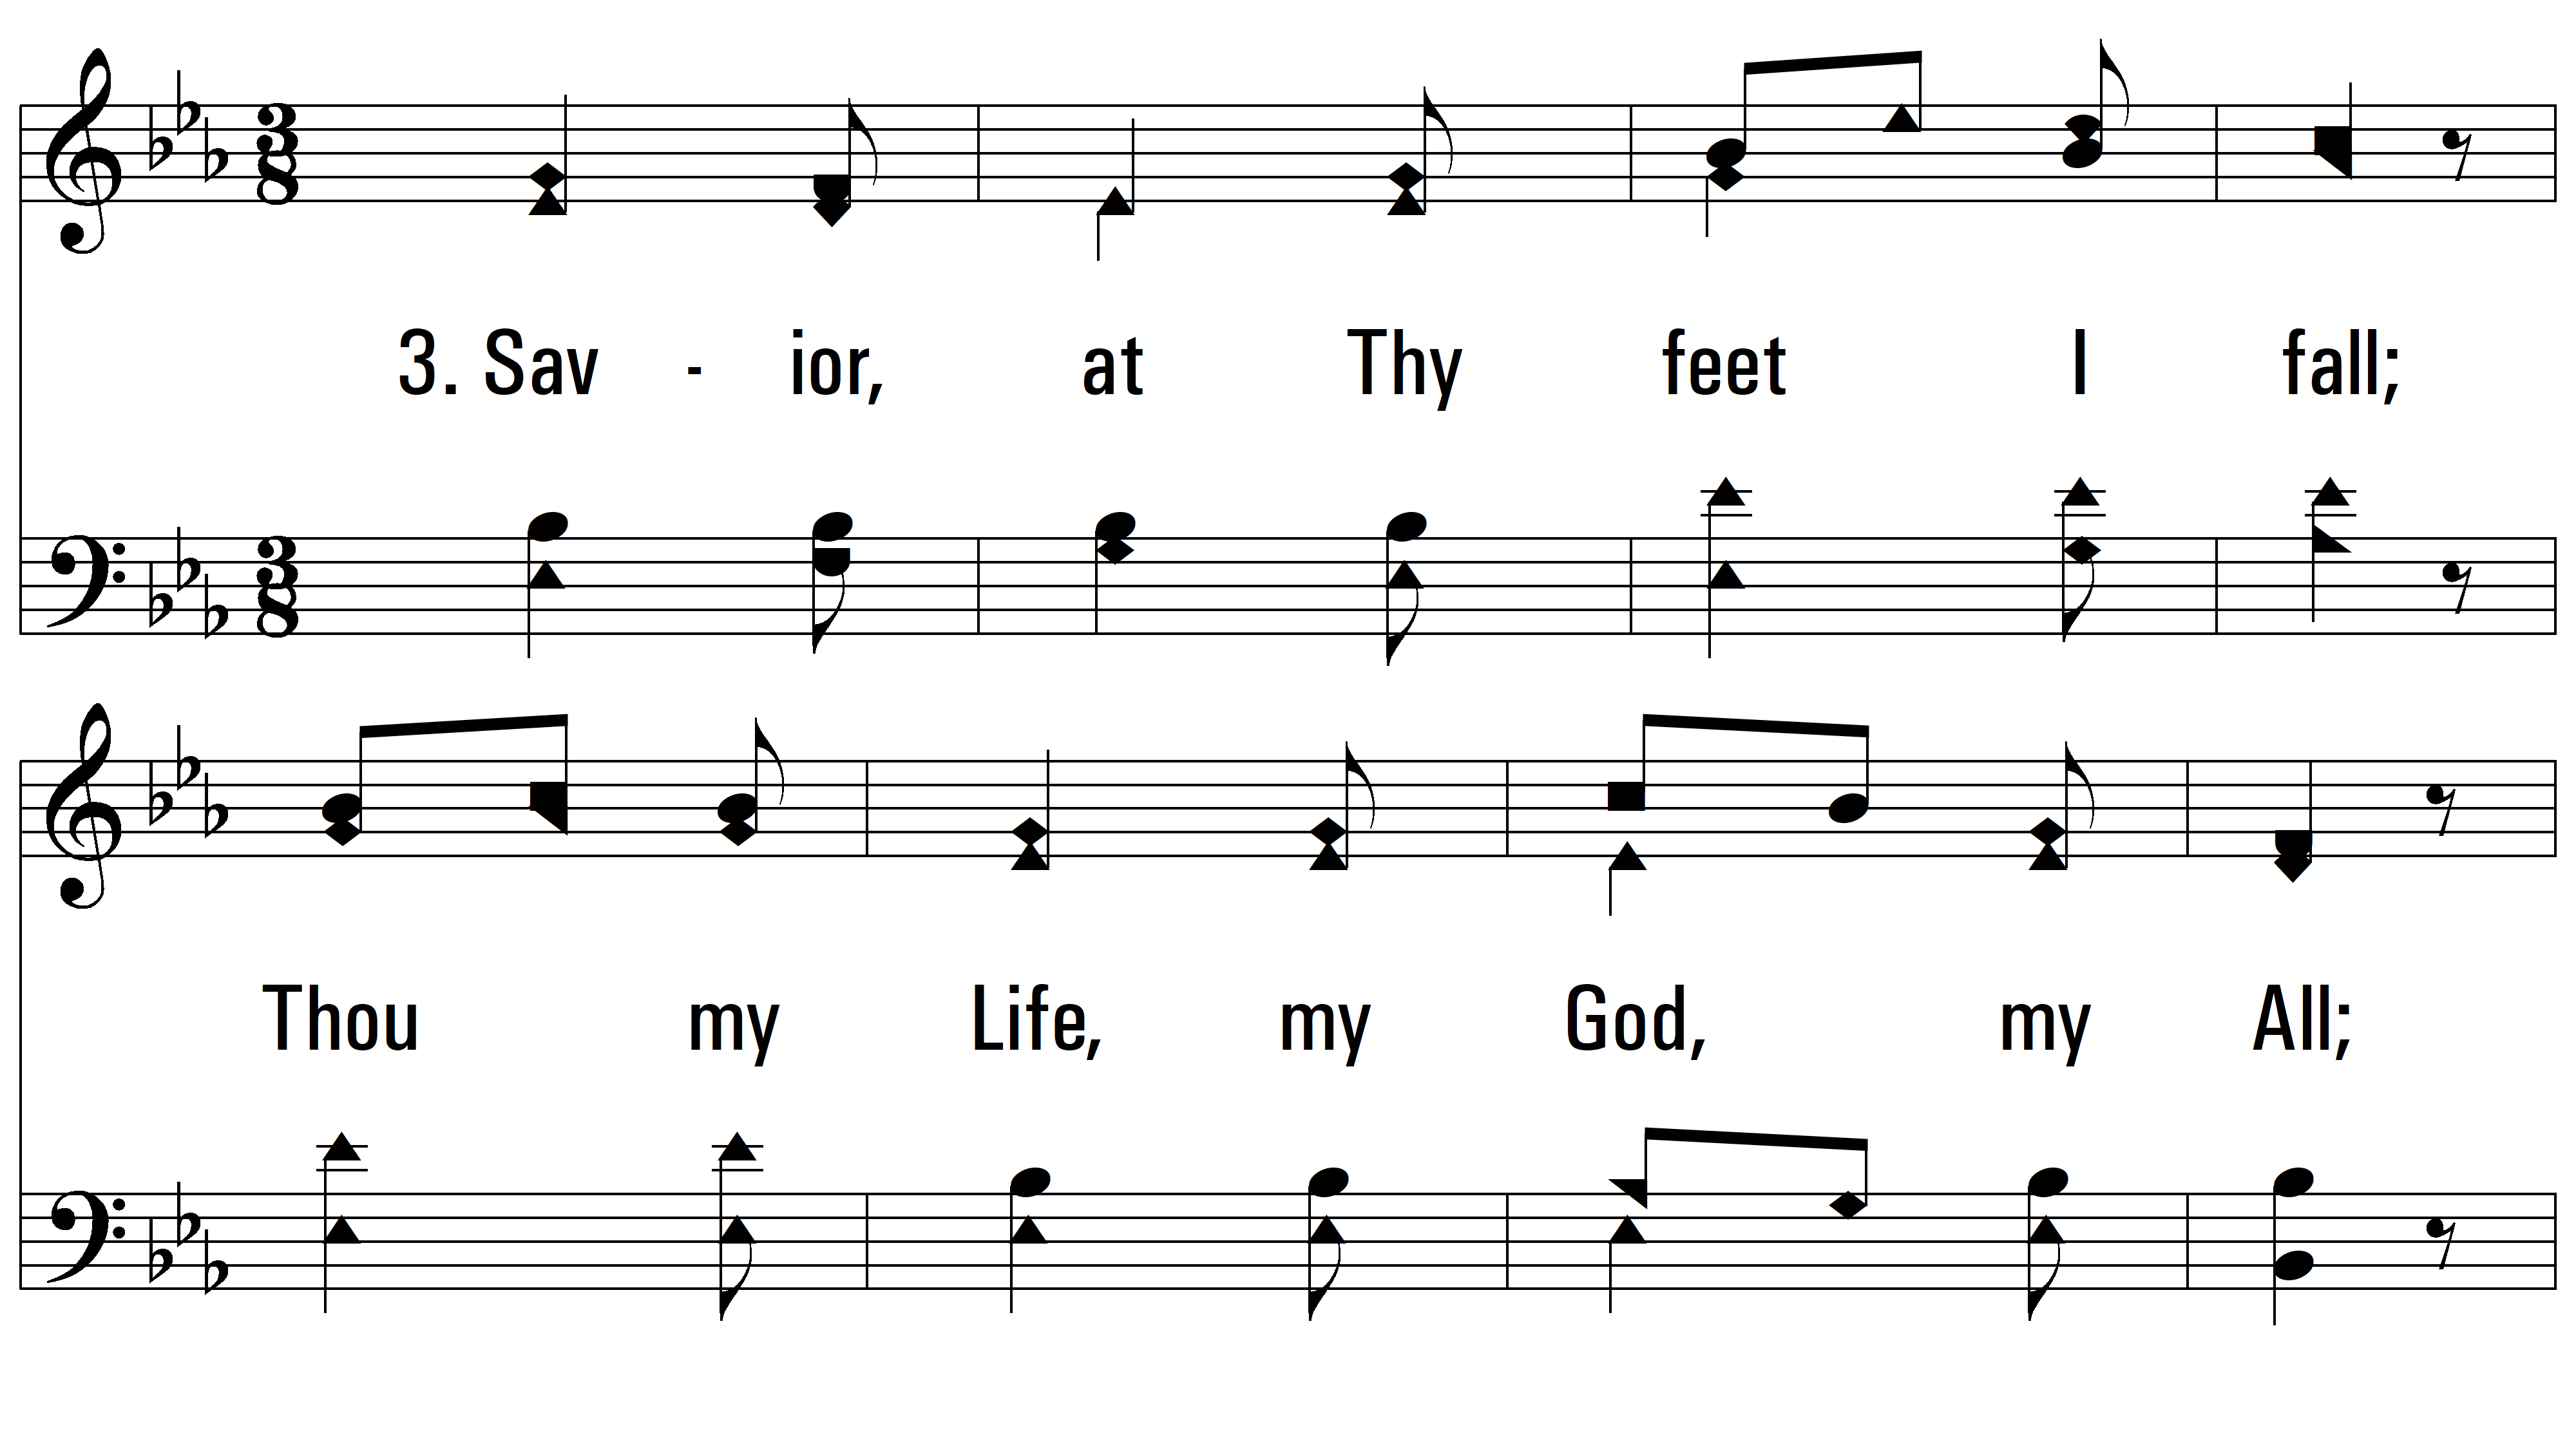 3. Sav - ior, at Thy feet I fall;
Thou my Life, my God, my All;